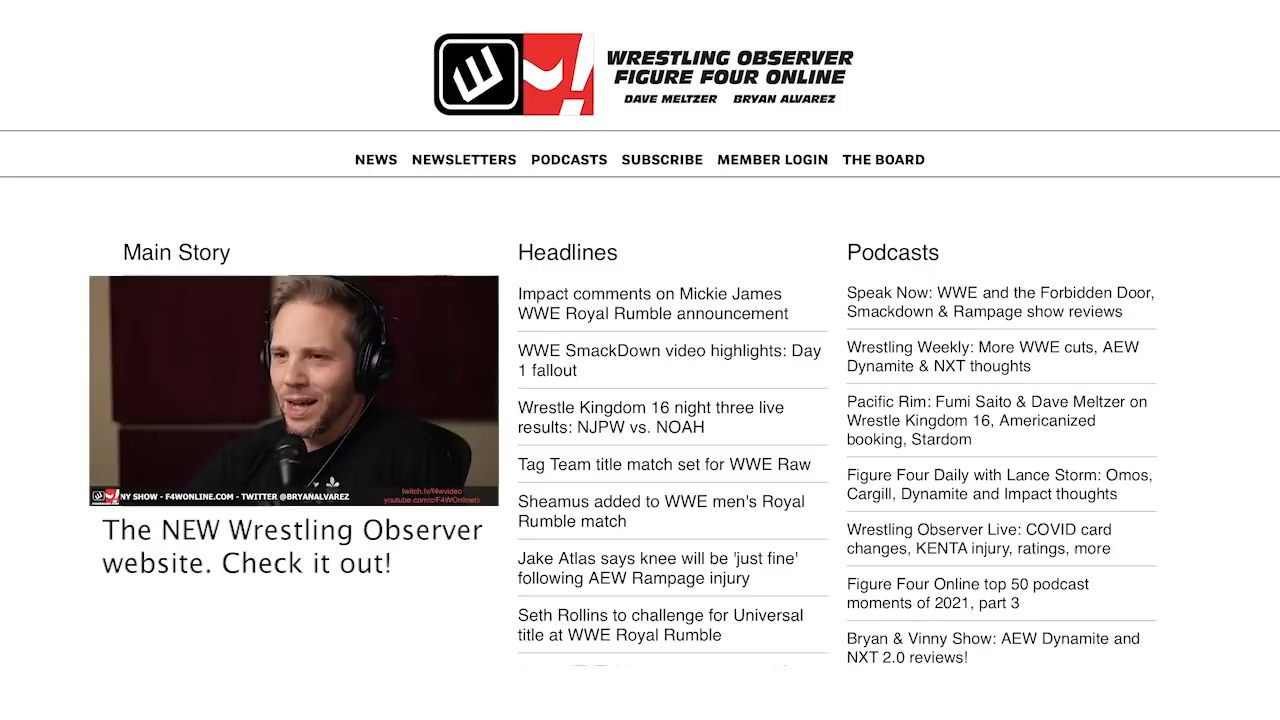 WRESTLING OBSERVER
FIGURE FOUR ONLINE
DAVE MELTZER BRYAN ALVAREZ
NEWS NEWSLETTERS PODCASTS SUBSCRIBE MEMBER LOGIN THE BOARD
Main Story
NY SHOW - F4WONLINE.COM - TWITTER @BRYANALVAREZ
twitch.tv/f4wvideo
youtube.com/c/F4WOnlinetv
The NEW Wrestling Observer
website. Check it out!
Headlines
Impact comments on Mickie James
WWE Royal Rumble announcement
WWE SmackDown video highlights: Day
1 fallout
Wrestle Kingdom 16 night three live
results: NJPW vs. NOAH
Tag Team title match set for WWE Raw
Sheamus added to WWE men's Royal
Rumble match
Jake Atlas says knee will be 'just fine'
following AEW Rampage injury
Seth Rollins to challenge for Universal
title at WWE Royal Rumble
Podcasts
Speak Now: WWE and the Forbidden Door,
Smackdown & Rampage show reviews
Wrestling Weekly: More WWE cuts, AEW
Dynamite & NXT thoughts
Pacific Rim: Fumi Saito & Dave Meltzer on
Wrestle Kingdom 16, Americanized
booking, Stardom
Figure Four Daily with Lance Storm: Omos,
Cargill, Dynamite and Impact thoughts
Wrestling Observer Live: COVID card
changes, KENTA injury, ratings, more
Figure Four Online top 50 podcast
moments of 2021, part 3
Bryan & Vinny Show: AEW Dynamite and
NXT 2.0 reviews!